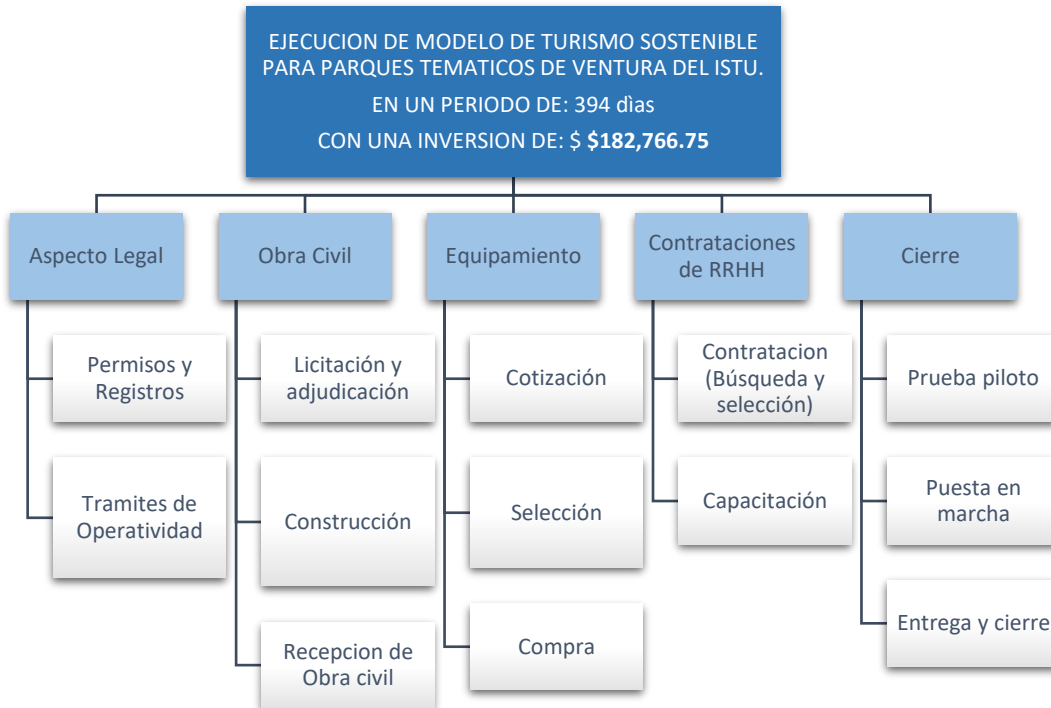 EJECUCION DE MODELO DE TURISMO SOSTENIBLE
PARA PARQUES TEMATICOS DE VENTURA DEL ISTU.
EN UN PERIODO DE: 394 dìas
CON UNA INVERSION DE: $ $182,766.75
Aspecto Legal
Permisos y
Registros
Tramites de
Operatividad
Obra Civil
Licitación y
adjudicación
Construcción
Recepcion de
Obra civil
Equipamiento
Cotización
Selección
Compra
Contrataciones
de RRHH
Contratacion
(Búsqueda y
selección)
Capacitación
Cierre
Prueba piloto
Puesta en
marcha
Entrega y cierre